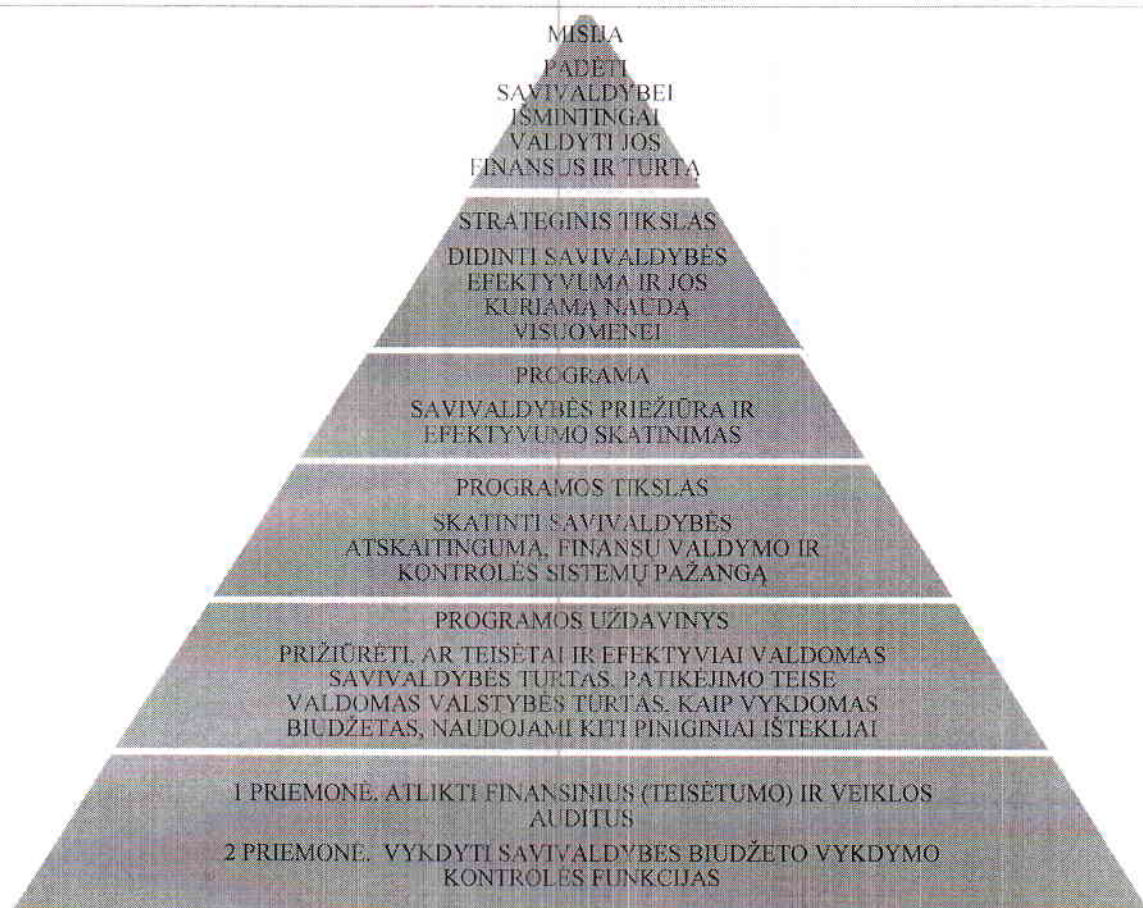 MISIJA
PADĖTI
SAVIVALDYBEI
IŠMINTINGAI
VALDYTI JOS
FINANSUS IR TURTĄ
STRATEGINIS TIKSLAS
DIDINTI SAVIVALDYBĖS
EFEKTYVUMĄ IR JOS
KURIAMĄ NAUDĄ
VISUOMENEI
PROGRAMA
SAVIVALDYBĖS PRIEŽIŪRA IR
EFEKTYVUMO SKATINIMAS
PROGRAMOS TIKSLAS
SKATINTI SAVIVALDYBĖS
ATSKAITINGUMĄ, FINANSŲ VALDYMO IR
KONTROLĖS SISTEMŲ PAŽANGĄ
PROGRAMOS UŽDAVINYS
PRIŽIŪRĖTI, AR TEISĖTAI IR EFEKTYVIAI VALDOMAS
SAVIVALDYBĖS TURTAS, PATIKĖJIMO TEISE
VALDOMAS VALSTYBĖS TURTAS, KAIP VYKDOMAS
BIUDŽETAS, NAUDOJAMI KITI PINIGINIAI IŠTEKLIAI
1 PRIEMONĖ. ATLIKTI FINANSINIUS (TEISĖTUMO) IR VEIKLOS
AUDITUS
2 PRIEMONĖ. VYKDYTI SAVIVALDYBĖS BIUDŽETO VYKDYMO
KONTROLĖS FUNKCIJAS